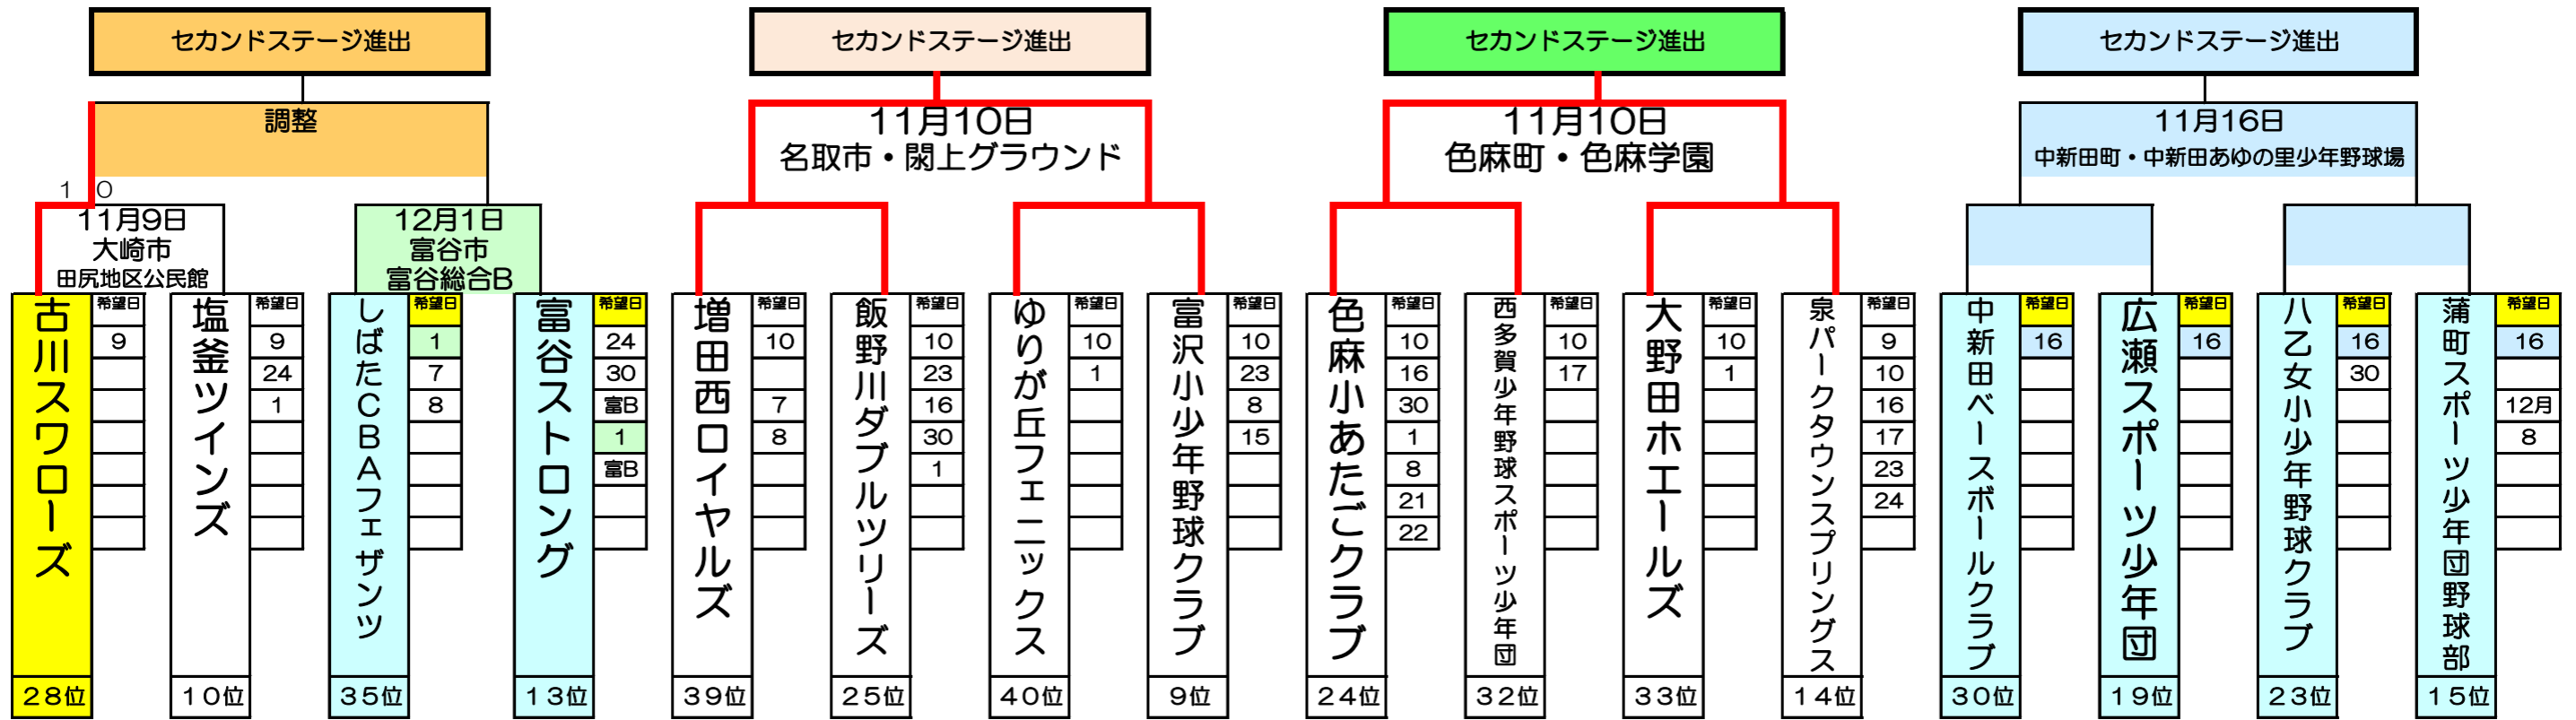 セカンドステージ進出
セカンドステージ進出
セカンドステージ進出
セカンドステージ進出
調整
11月10日
名取市・閖上グラウンド
11月10日
色麻町・色麻学園
11月16日
中新田町・中新田あゆの里少年野球場
1 0
11月9日
大崎市
田尻地区公民館
12月1日
富谷市
富谷総合B
古川スワローズ
希望日
9
28位
塩釜ツインズ
希望日
9
24
1
10位
しばたCBAフェザンツ
希望日
1
7
8
35位
富谷ストロング
希望日
24
30
富B
1
富B
13位
増田西ロイヤルズ
希望日
10
7
8
39位
飯野川ダブルツリーズ
希望日
10
23
16
30
1
25位
ゆりが丘フェニックス
希望日
10
1
40位
富沢小少年野球クラブ
希望日
10
23
8
15
9位
色麻小あたごクラブ
希望日
10
16
30
1
8
21
22
24位
西多賀少年野球スポーツ少年団
希望日
10
17
32位
大野田ホエールズ
希望日
10
1
33位
泉パークタウンスプリングス
希望日
9
10
16
17
23
24
14位
中新田ベースボールクラブ
希望日
16
30位
広瀬スポーツ少年団
希望日
16
19位
八乙女小少年野球クラブ
希望日
16
30
23位
蒲町スポーツ少年団野球部
希望日
16
12月
8
15位